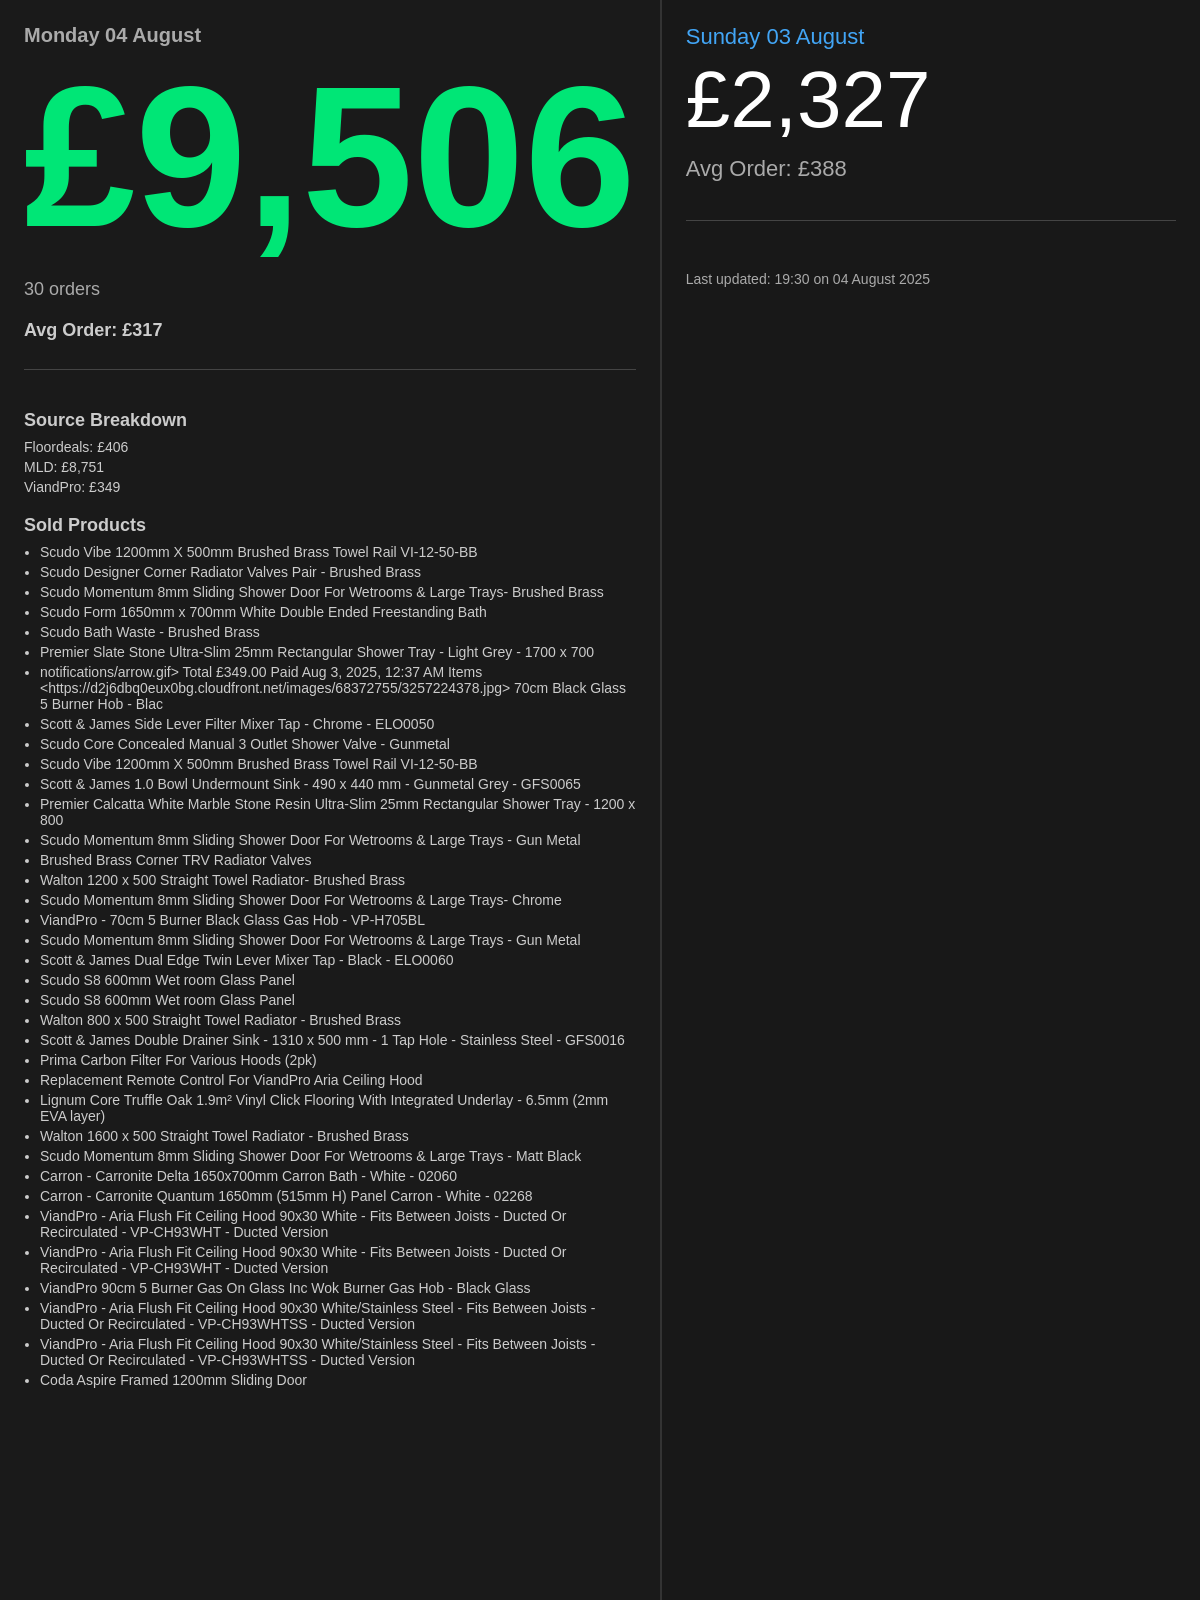 Monday 04 August
£9,506
30 orders
Avg Order: £317
Source Breakdown
Floordeals: £406
MLD: £8,751
ViandPro: £349
Sold Products
• Scudo Vibe 1200mm X 500mm Brushed Brass Towel Rail VI-12-50-BB
• Scudo Designer Corner Radiator Valves Pair - Brushed Brass
• Scudo Momentum 8mm Sliding Shower Door For Wetrooms & Large Trays- Brushed Brass
• Scudo Form 1650mm x 700mm White Double Ended Freestanding Bath
• Scudo Bath Waste - Brushed Brass
• Premier Slate Stone Ultra-Slim 25mm Rectangular Shower Tray - Light Grey - 1700 x 700
• notifications/arrow.gif> Total £349.00 Paid Aug 3, 2025, 12:37 AM Items
<https://d2j6dbq0eux0bg.cloudfront.net/images/68372755/3257224378.jpg> 70cm Black Glass
5 Burner Hob - Blac
• Scott & James Side Lever Filter Mixer Tap - Chrome - ELO0050
• Scudo Core Concealed Manual 3 Outlet Shower Valve - Gunmetal
• Scudo Vibe 1200mm X 500mm Brushed Brass Towel Rail VI-12-50-BB
• Scott & James 1.0 Bowl Undermount Sink - 490 x 440 mm - Gunmetal Grey - GFS0065
• Premier Calcatta White Marble Stone Resin Ultra-Slim 25mm Rectangular Shower Tray - 1200 x
800
• Scudo Momentum 8mm Sliding Shower Door For Wetrooms & Large Trays - Gun Metal
• Brushed Brass Corner TRV Radiator Valves
• Walton 1200 x 500 Straight Towel Radiator- Brushed Brass
• Scudo Momentum 8mm Sliding Shower Door For Wetrooms & Large Trays- Chrome
• ViandPro - 70cm 5 Burner Black Glass Gas Hob - VP-H705BL
• Scudo Momentum 8mm Sliding Shower Door For Wetrooms & Large Trays - Gun Metal
• Scott & James Dual Edge Twin Lever Mixer Tap - Black - ELO0060
• Scudo S8 600mm Wet room Glass Panel
• Scudo S8 600mm Wet room Glass Panel
• Walton 800 x 500 Straight Towel Radiator - Brushed Brass
• Scott & James Double Drainer Sink - 1310 x 500 mm - 1 Tap Hole - Stainless Steel - GFS0016
• Prima Carbon Filter For Various Hoods (2pk)
• Replacement Remote Control For ViandPro Aria Ceiling Hood
• Lignum Core Truffle Oak 1.9m² Vinyl Click Flooring With Integrated Underlay - 6.5mm (2mm
EVA layer)
• Walton 1600 x 500 Straight Towel Radiator - Brushed Brass
• Scudo Momentum 8mm Sliding Shower Door For Wetrooms & Large Trays - Matt Black
• Carron - Carronite Delta 1650x700mm Carron Bath - White - 02060
• Carron - Carronite Quantum 1650mm (515mm H) Panel Carron - White - 02268
• ViandPro - Aria Flush Fit Ceiling Hood 90x30 White - Fits Between Joists - Ducted Or
Recirculated - VP-CH93WHT - Ducted Version
• ViandPro - Aria Flush Fit Ceiling Hood 90x30 White - Fits Between Joists - Ducted Or
Recirculated - VP-CH93WHT - Ducted Version
• ViandPro 90cm 5 Burner Gas On Glass Inc Wok Burner Gas Hob - Black Glass
• ViandPro - Aria Flush Fit Ceiling Hood 90x30 White/Stainless Steel - Fits Between Joists -
Ducted Or Recirculated - VP-CH93WHTSS - Ducted Version
• ViandPro - Aria Flush Fit Ceiling Hood 90x30 White/Stainless Steel - Fits Between Joists -
Ducted Or Recirculated - VP-CH93WHTSS - Ducted Version
• Coda Aspire Framed 1200mm Sliding Door
Sunday 03 August
£2,327
Avg Order: £388
Last updated: 19:30 on 04 August 2025